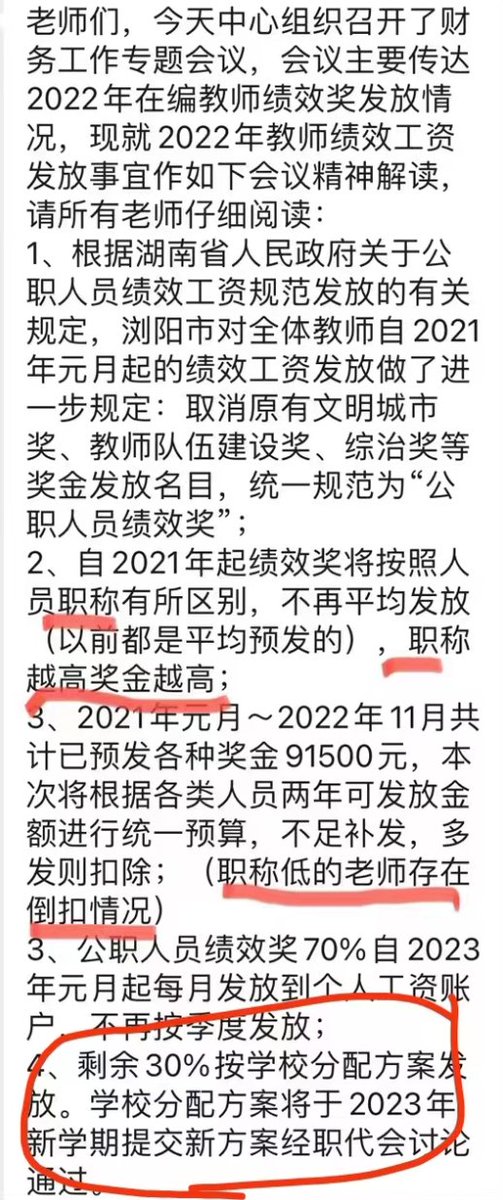 老师们，今天中心组织召开了财
务工作专题会议，会议主要传达
2022年在编教师绩效奖发放情
况，现就2022年教师绩效工资
发放事宜作如下会议精神解读，
请所有老师仔细阅读：
1、根据湖南省人民政府关于公
职人员绩效工资规范发放的有关
规定，浏阳市对全体教师自2021
年元月起的绩效工资发放做了进
一步规定：取消原有文明城市
奖、教师队伍建设奖、综治奖等
奖金发放名目，统一规范为“公
职人员绩效奖”；
2、自2021年起绩效奖将按照人
员职称有所区别，不再平均发放
（以前都是平均预发的），职称
越高奖金越高；
3、2021年元月～2022年11月共
计已预发各种奖金91500元，本
次将根据各类人员两年可发放金
额进行统一预算，不足补发，多
发则扣除；（职称低的老师存在
倒扣情况）
3、公职人员绩效奖70%自2023
年元月起每月发放到个人工资账
户，不再按季度发放；
4、剩余30%按学校分配方案发
放。学校分配方案将于2023年
新学期提交新方案经职代会讨论
通过。